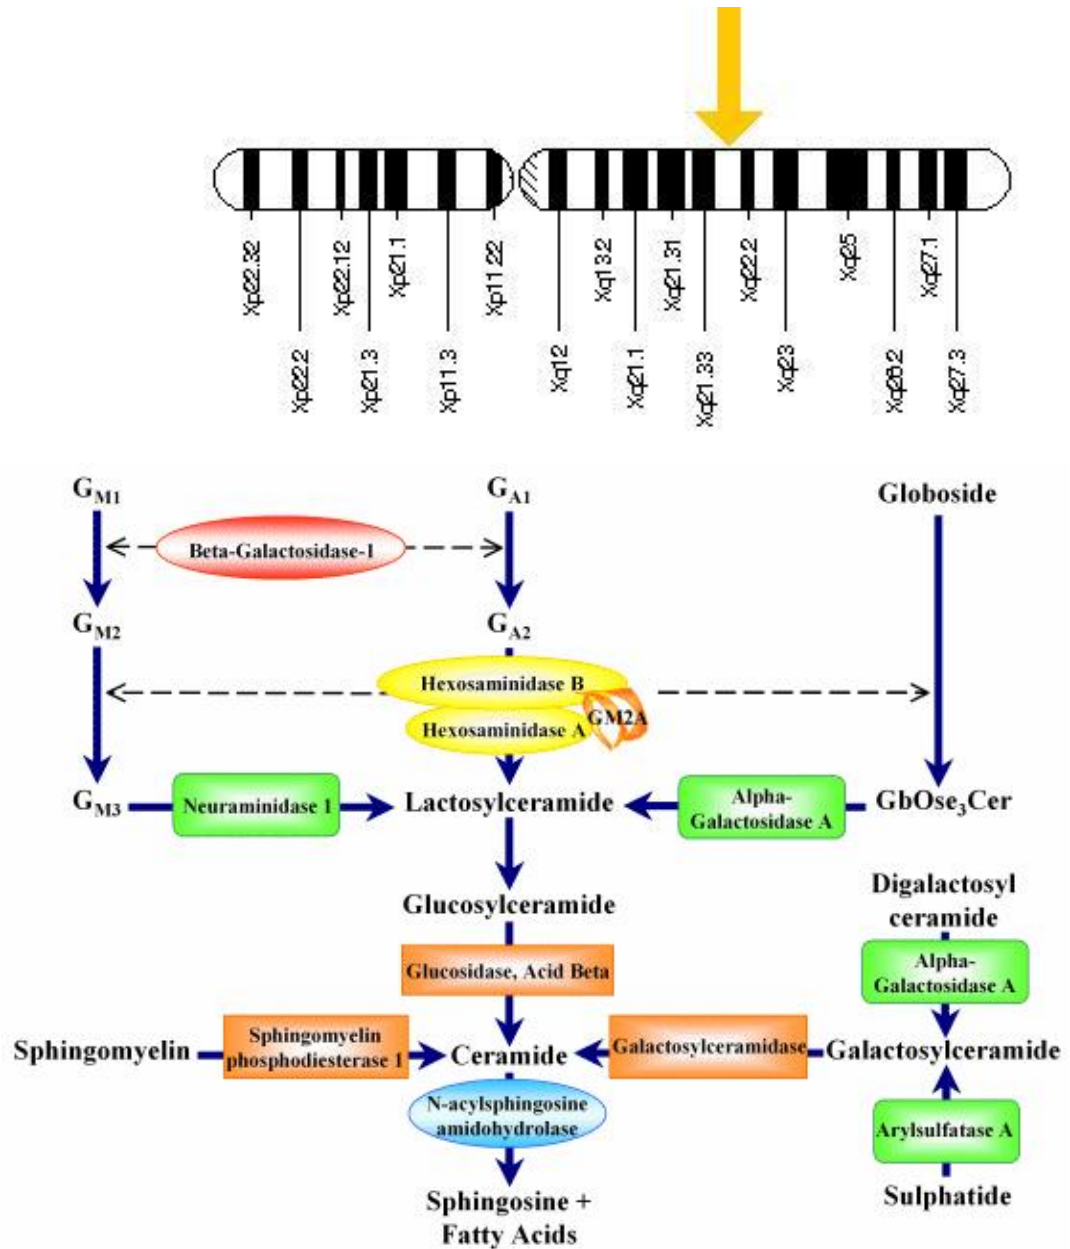 Xp22.32
Xp22.2
Xp22.12
Xp21.3
Xp21.1
Xp11.3
Xp11.22
Xq12
Xq13.2
Xq21.1
Xq21.31
Xq21.33
Xq22.2
Xq23
Xq25
Xq26.2
Xq27.1
Xq27.3
GM1
GA1
Globoside
Beta-Galactosidase-1
GM2
GA2
Hexosaminidase B
GM2A
Hexosaminidase A
GM3
Neuraminidase 1
Lactosylceramide
Alpha-
Galactosidase A
GbOse3Cer
Glucosylceramide
Digalactosyl
ceramide
Glucosidase, Acid Beta
Alpha-
Galactosidase A
Sphingomyelin
Sphingomyelin
phosphodiesterase 1
Ceramide
Galactosylceramidase
Galactosylceramide
N-acylsphingosine
amidohydrolase
Arylsulfatase A
Sphingosine +
Fatty Acids
Sulphatide